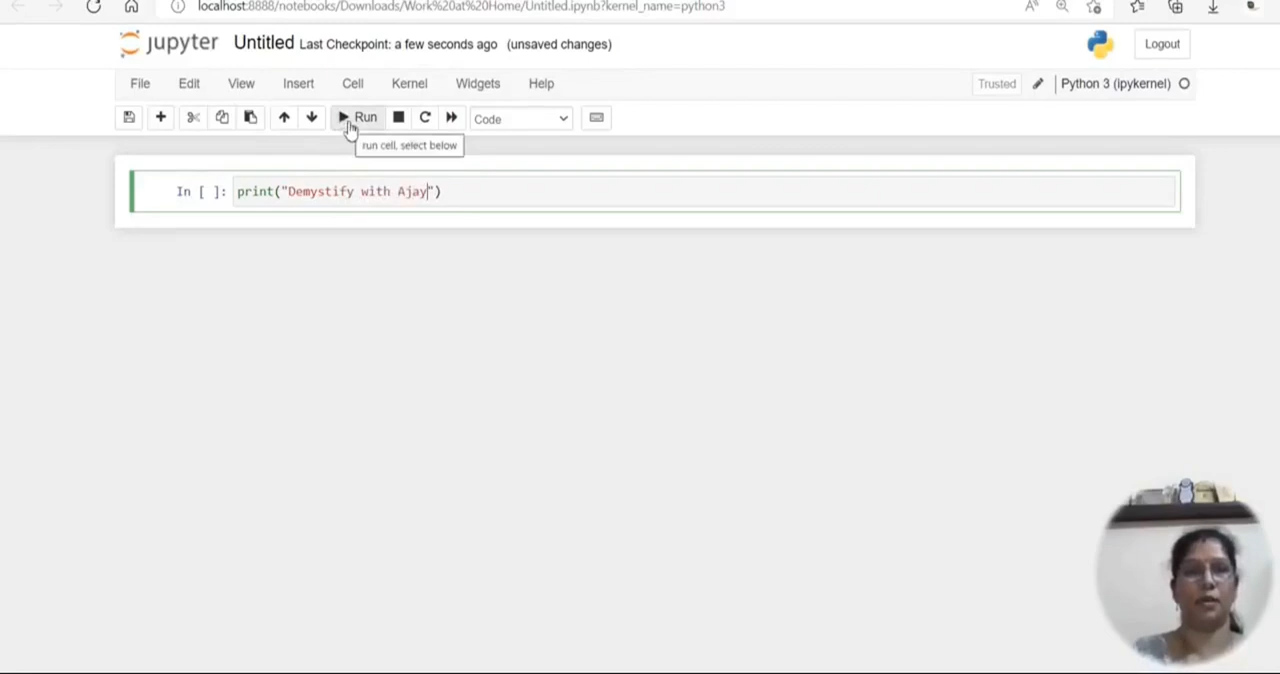 localhost:8888/notebooks/Downloads/Work%20at%20Home/Untitled.ipynb?kernel_name=python3
jupyter Untitled Last Checkpoint: a few seconds ago (unsaved changes) Logout
File Edit View Insert Cell Kernel Widgets Help Trusted Python 3 (ipykernel)
Run Code
run cell, select below
In [ ]: print("Demystify with Ajay")